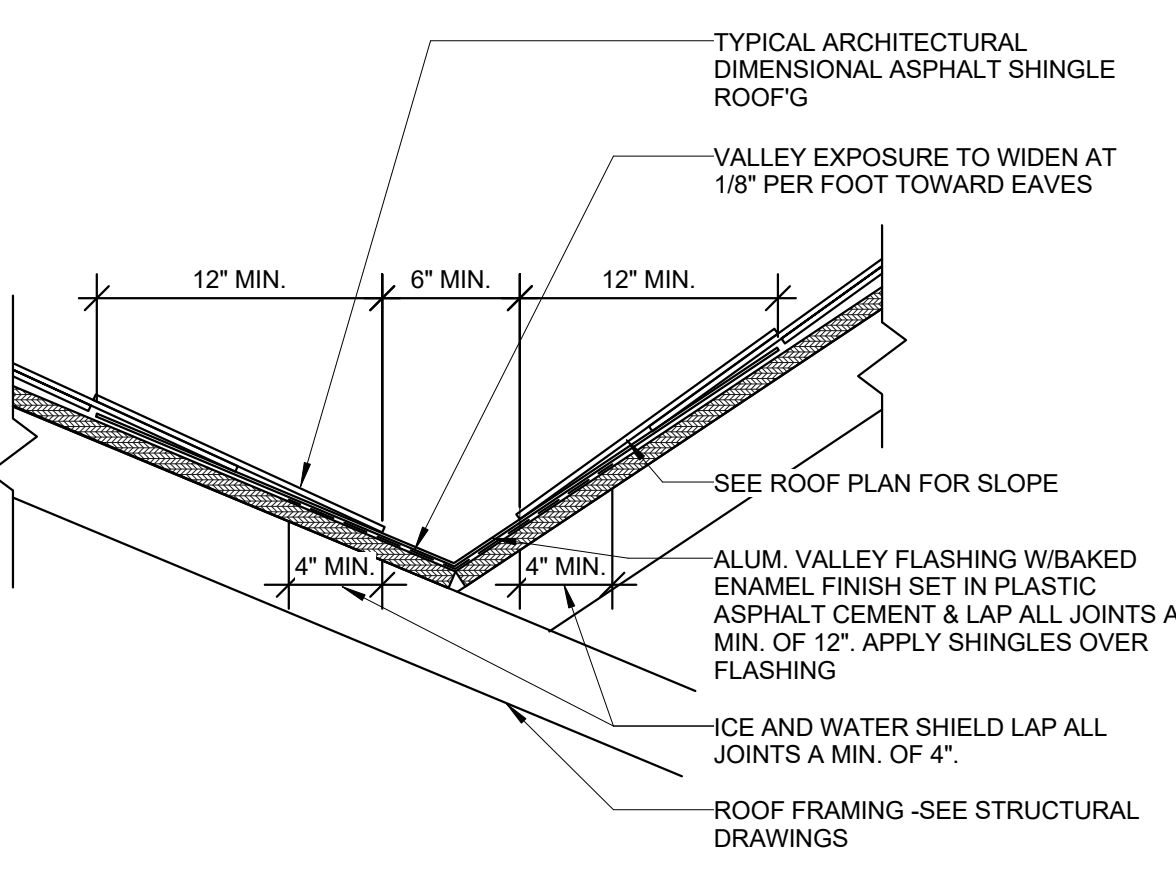 TYPICAL ARCHITECTURAL
DIMENSIONAL ASPHALT SHINGLE
ROOF'G
VALLEY EXPOSURE TO WIDEN AT
1/8" PER FOOT TOWARD EAVES
12" MIN.
6" MIN.
12" MIN.
SEE ROOF PLAN FOR SLOPE
4" MIN.
4" MIN.
ALUM. VALLEY FLASHING W/BAKED
ENAMEL FINISH SET IN PLASTIC
ASPHALT CEMENT & LAP ALL JOINTS A
MIN. OF 12". APPLY SHINGLES OVER
FLASHING
ICE AND WATER SHIELD LAP ALL
JOINTS A MIN. OF 4".
ROOF FRAMING -SEE STRUCTURAL
DRAWINGS